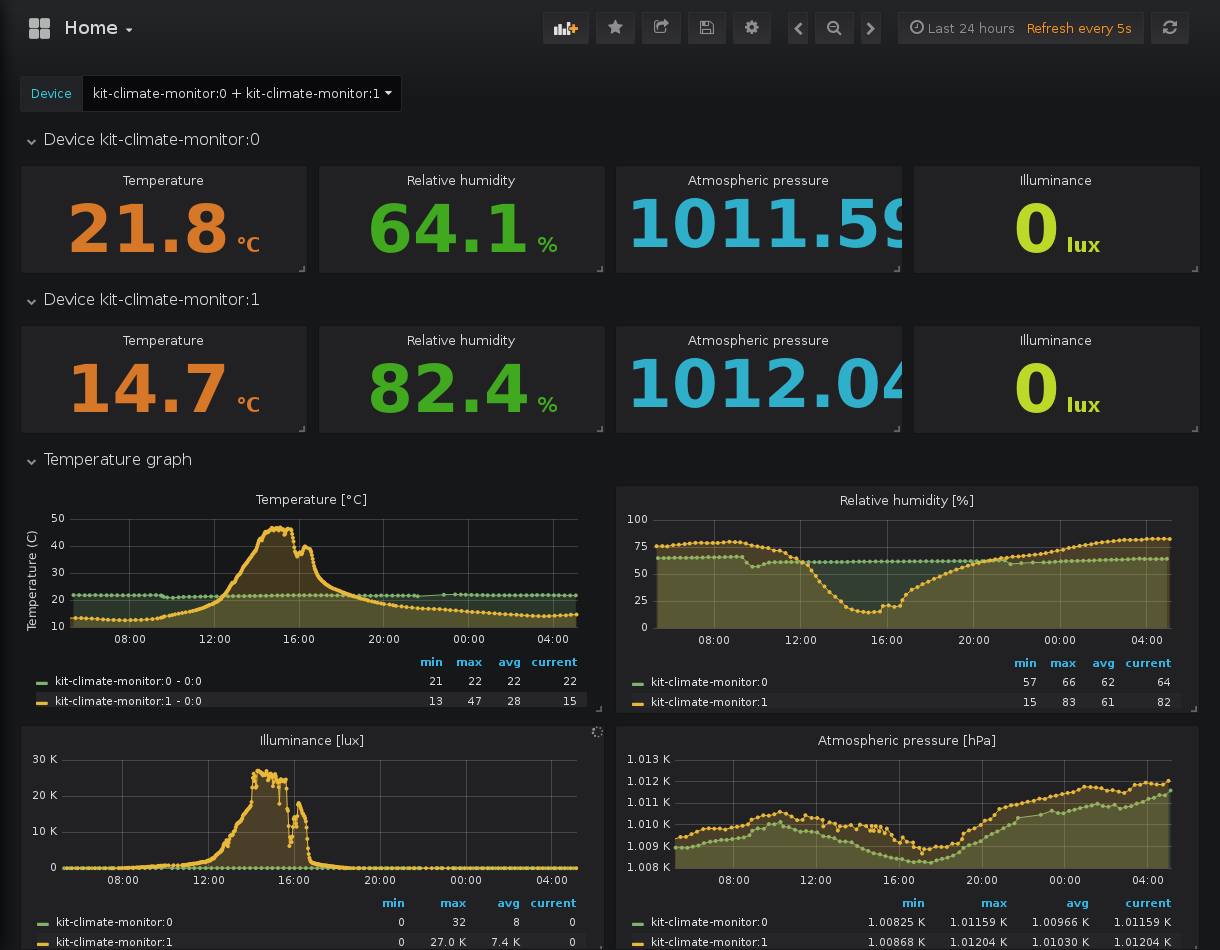 Home
Last 24 hours Refresh every 5s
Device kit-climate-monitor:0 + kit-climate-monitor:1
Device kit-climate-monitor:0
Temperature Relative humidity Atmospheric pressure Illuminance
21.8 °C 64.1 % 1011.59 0 lux
Device kit-climate-monitor:1
Temperature Relative humidity Atmospheric pressure Illuminance
14.7 °C 82.4 % 1012.04 0 lux
Temperature graph
Temperature [°C]
Temperature (C)
50
40
30
20
10
08:00 12:00 16:00 20:00 00:00 04:00
min max avg current
kit-climate-monitor:0 - 0:0 21 22 22 22
kit-climate-monitor:1 - 0:0 13 47 28 15
Relative humidity [%]
100
75
50
25
0
08:00 12:00 16:00 20:00 00:00 04:00
min max avg current
kit-climate-monitor:0 57 66 62 64
kit-climate-monitor:1 15 83 61 82
Illuminance [lux]
30 K
20 K
10 K
0
08:00 12:00 16:00 20:00 00:00 04:00
min max avg current
kit-climate-monitor:0 0 32 8 0
kit-climate-monitor:1 0 27.0 K 7.4 K 0
Atmospheric pressure [hPa]
1.013 K
1.012 K
1.011 K
1.010 K
1.009 K
1.008 K
08:00 12:00 16:00 20:00 00:00 04:00
min max avg current
kit-climate-monitor:0 1.00825 K 1.01159 K 1.00966 K 1.01159 K
kit-climate-monitor:1 1.00868 K 1.01204 K 1.01030 K 1.01204 K